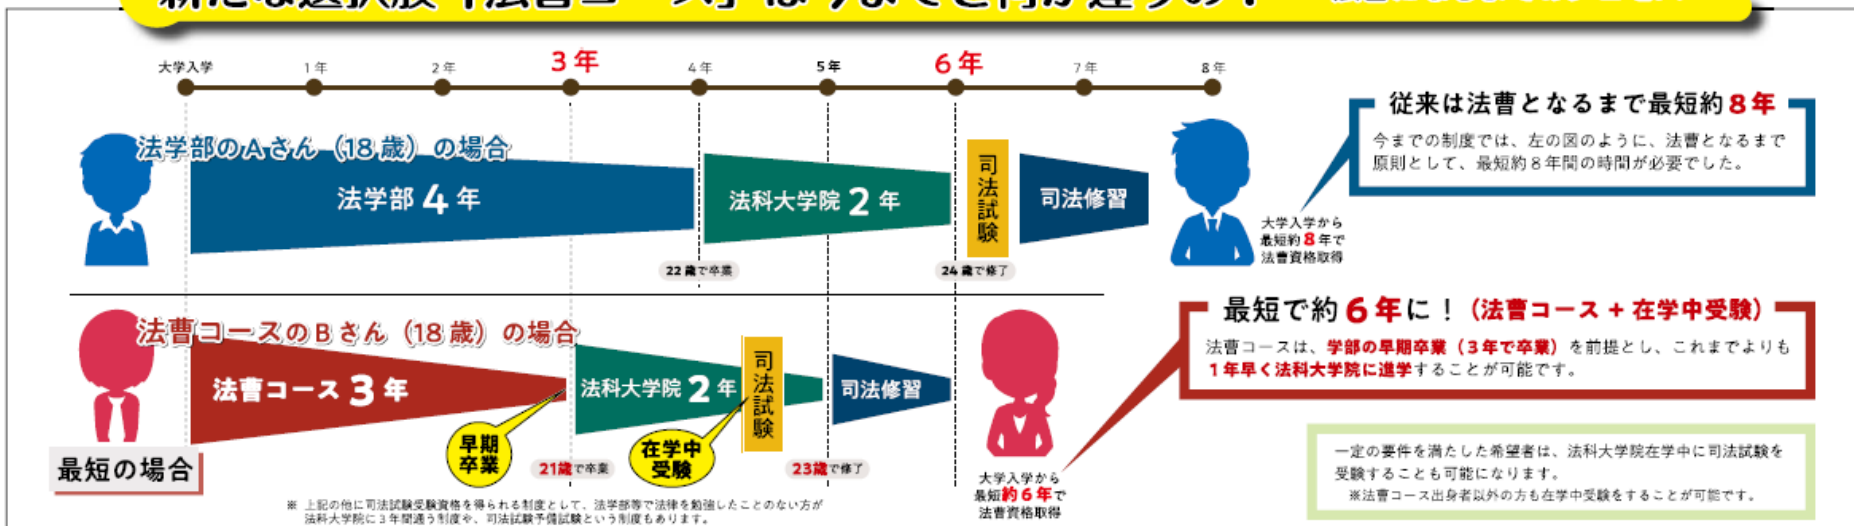 新たな選択肢「法曹コース」は今までと何が違うの？
大学入学
1年
2年
3年
4年
5年
6年
7年
8年
法学部のAさん（18歳）の場合
法学部4年
法科大学院2年
司法試験
司法修習
22歳で卒業
24歳で修了
大学入学から
最短約8年で
法曹資格取得
従来は法曹となるまで最短約8年
今までの制度では、左の図のように、法曹となるまで
原則として、最短約8年間の時間が必要でした。
法曹コースのBさん（18歳）の場合
法曹コース3年
法科大学院2年
司法試験
司法修習
早期
卒業
在学中
受験
最短の場合
21歳で卒業
23歳で修了
大学入学から
最短約6年で
法曹資格取得
最短で約6年に！（法曹コース+在学中受験）
法曹コースは、学部の早期卒業（3年で卒業）を前提とし、これまでよりも
1年早く法科大学院に進学することが可能です。
一定の要件を満たした希望者は、法科大学院在学中に司法試験を
受験することも可能になります。
※法曹コース出身者以外の方も在学中受験をすることが可能です。
※ 上記の他に司法試験受験資格を得られる制度として、法学部等で法律を勉強したことのない方が
法科大学院に3年間通う制度や、司法試験予備試験という制度もあります。